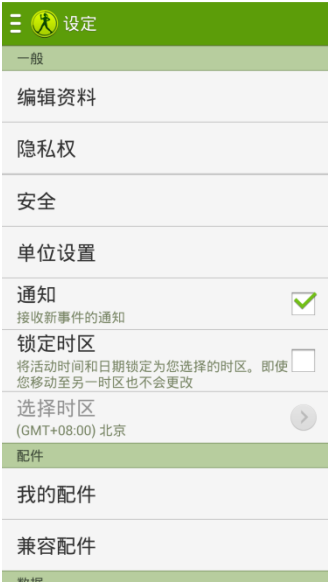 设定
一般
编辑资料
隐私权
安全
单位设置
通知
接收新事件的通知
锁定时区
将活动时间和日期锁定为您选择的时区。即使
您移动至另一时区也不会更改
选择时区
(GMT+08:00) 北京
配件
我的配件
兼容配件
数据